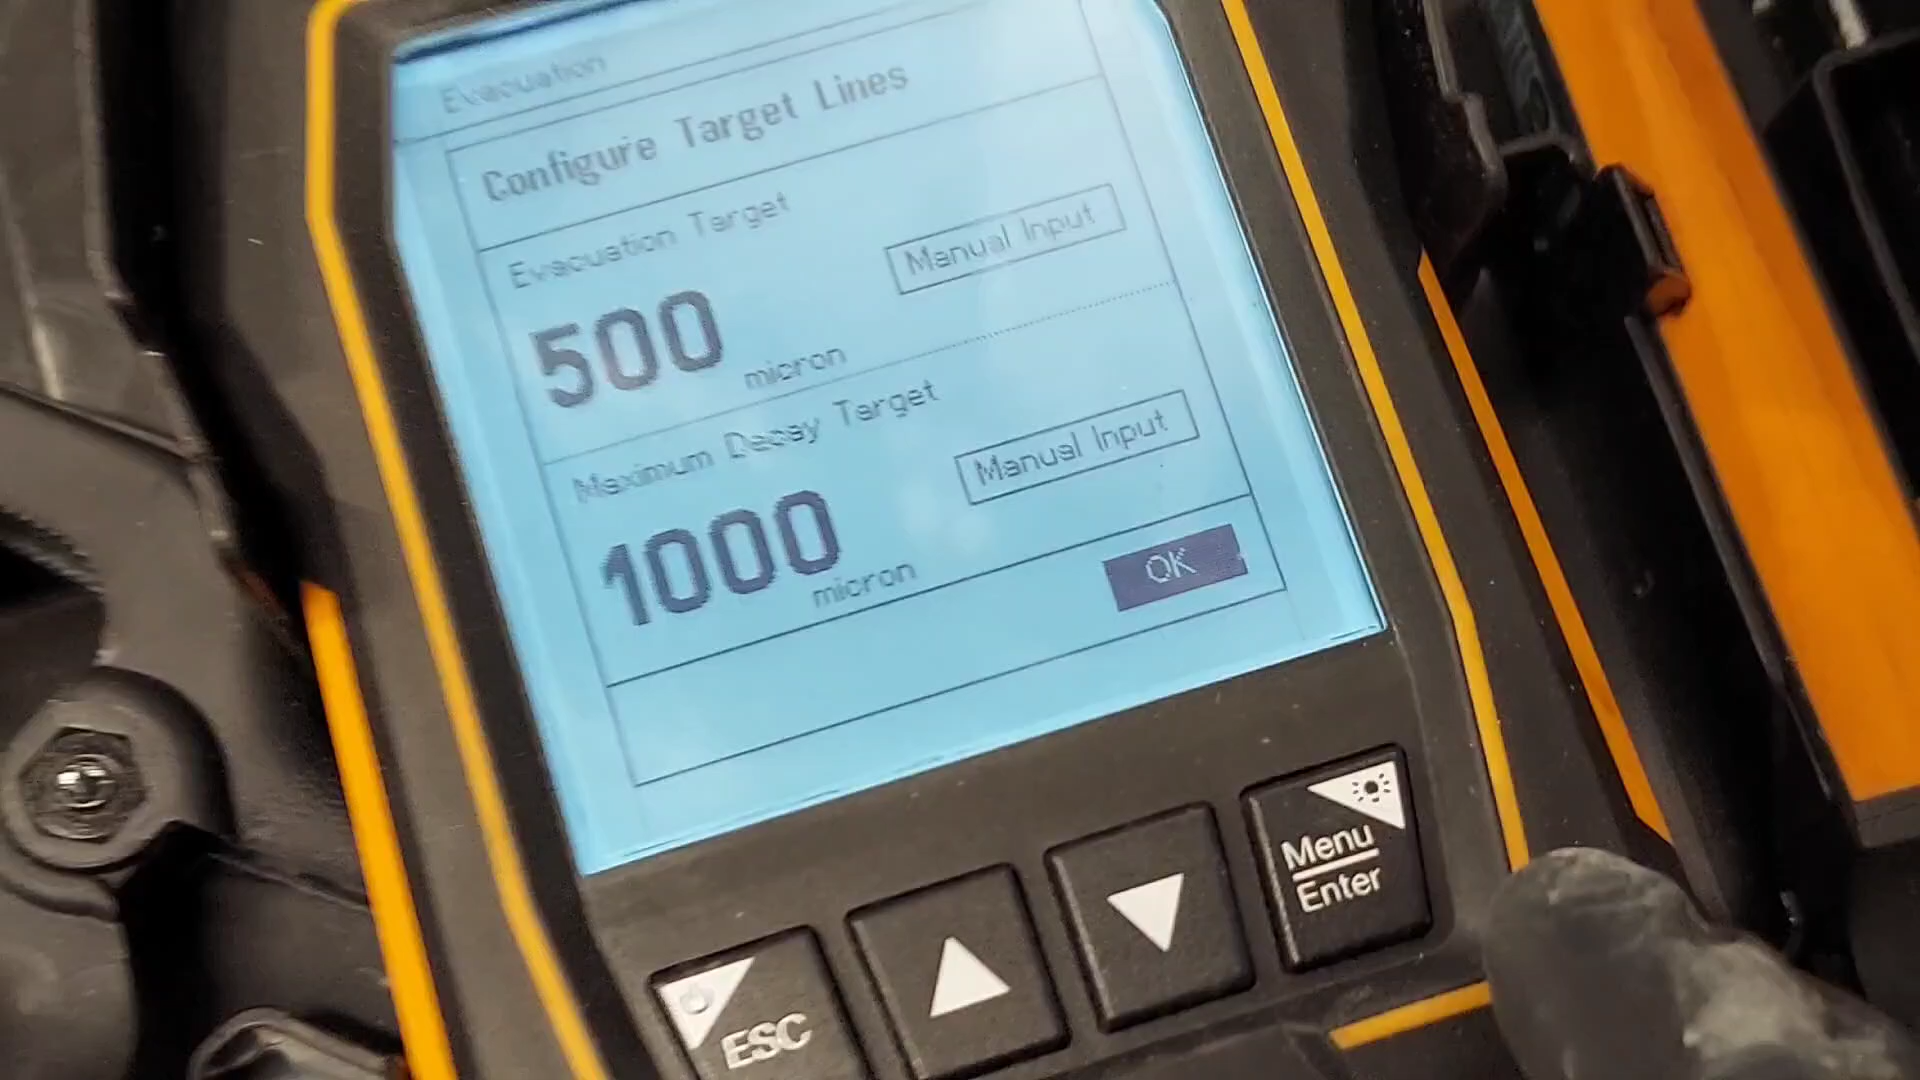 Evacuation
Configure Target Lines
Evacuation Target
Manual Input
500 micron
Maximum Decay Target
Manual Input
1000 micron
OK
Menu
Enter
ESC